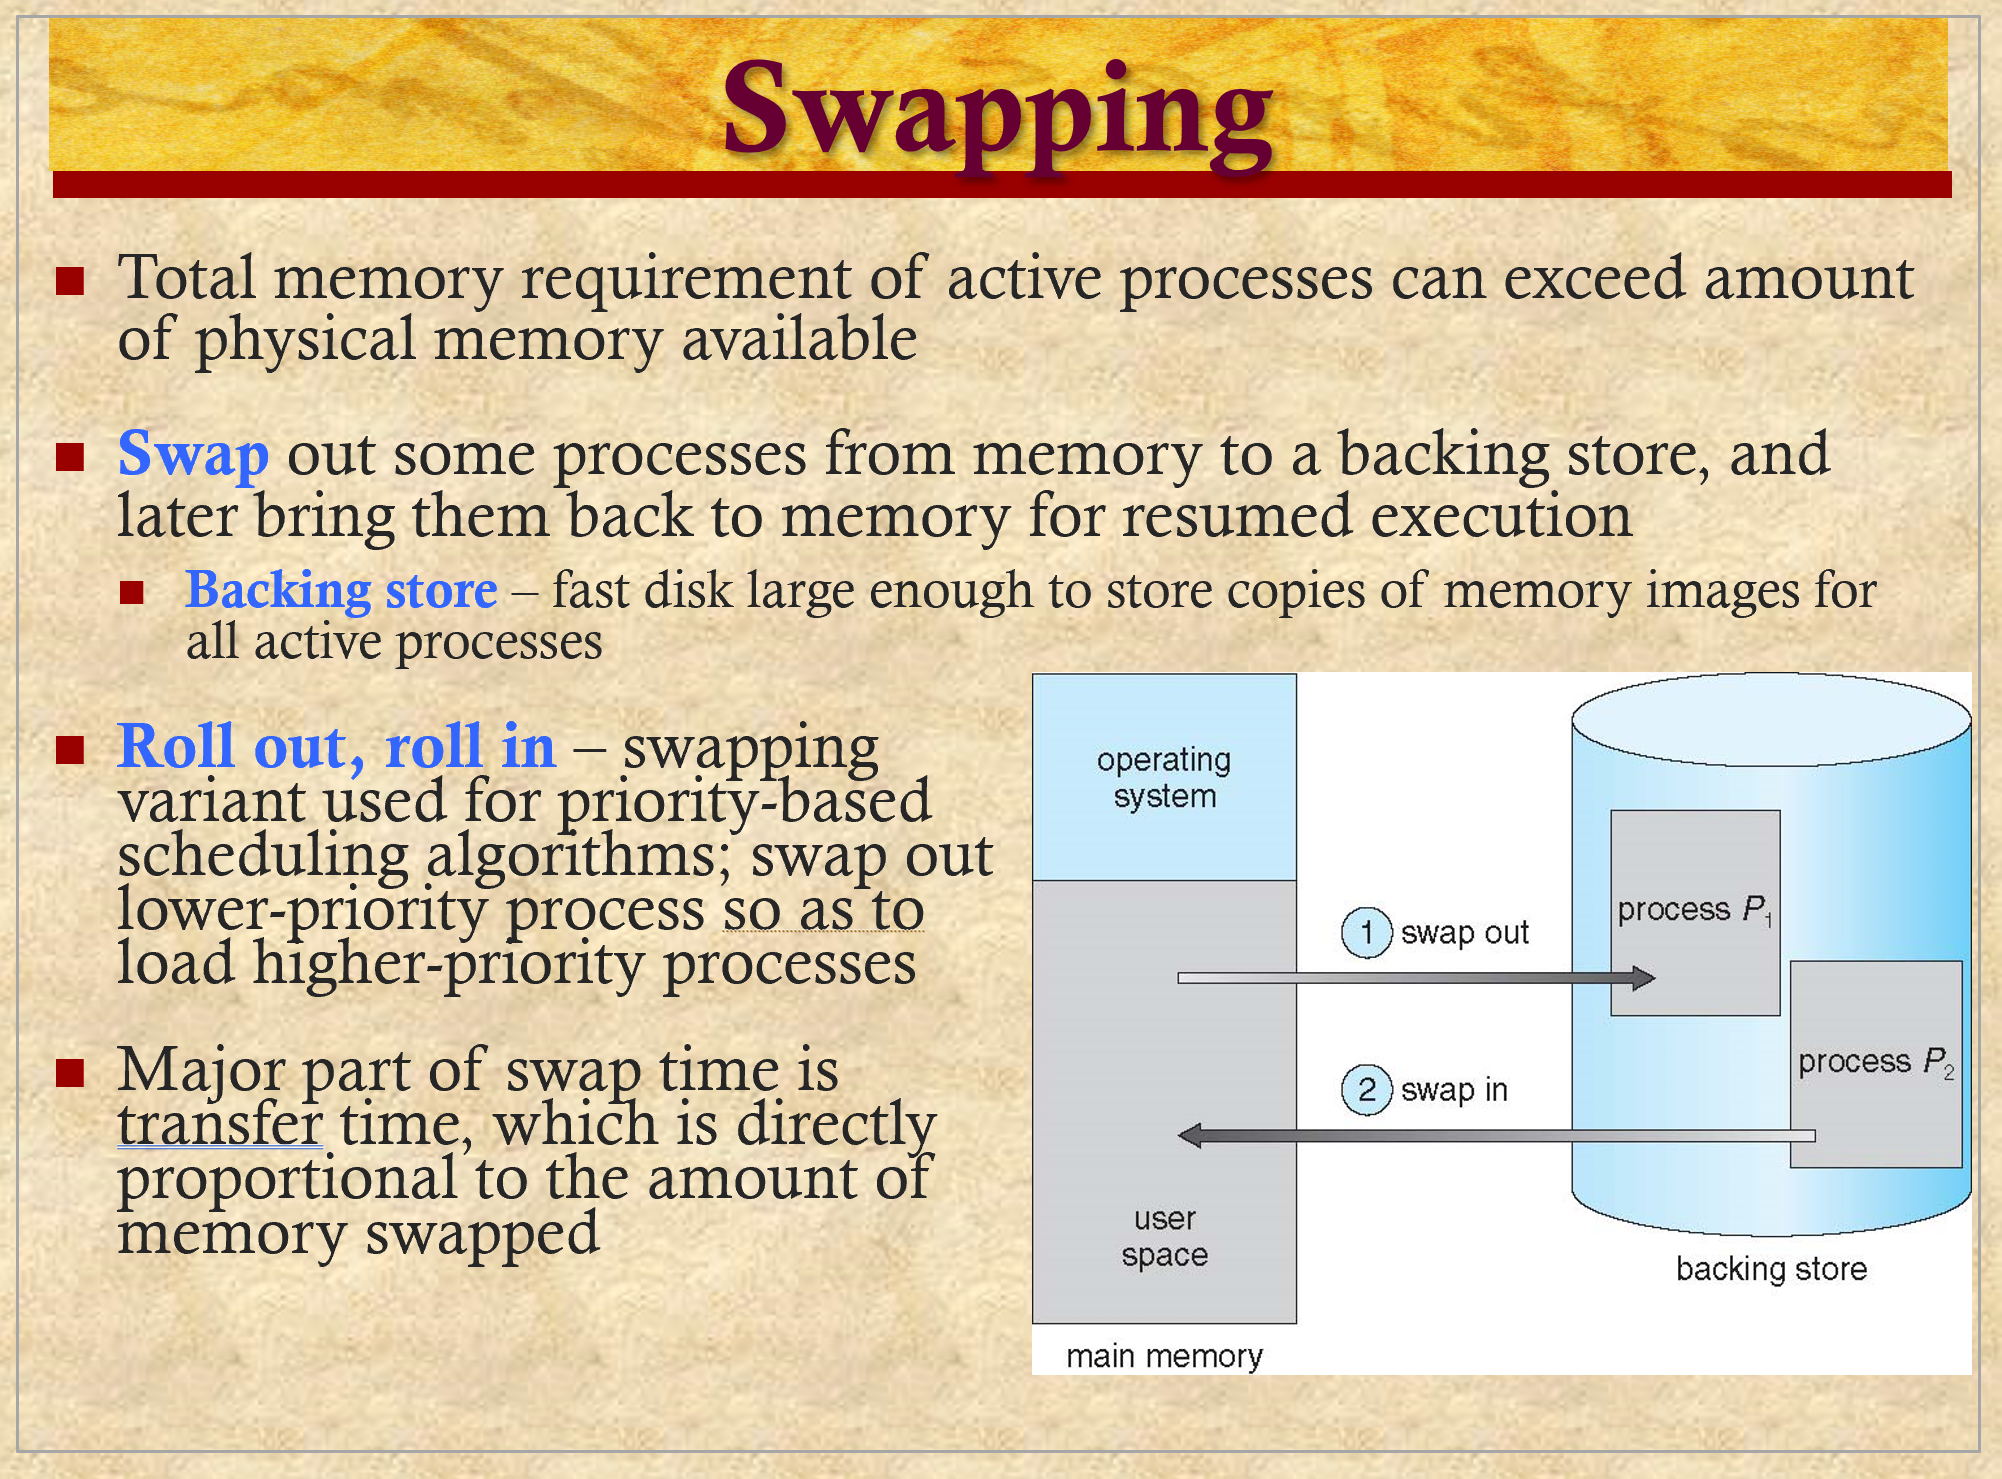 Swapping
■ Total memory requirement of active processes can exceed amount
of physical memory available
■ Swap out some processes from memory to a backing store, and
later bring them back to memory for resumed execution
■ Backing store – fast disk large enough to store copies of memory images for
all active processes
■ Roll out, roll in – swapping
variant used for priority-based
scheduling algorithms; swap out
lower-priority process so as to
load higher-priority processes
■ Major part of swap time is
transfer time, which is directly
proportional to the amount of
memory swapped
operating
system
process P1
1 swap out
process P2
2 swap in
user
space
backing store
main memory